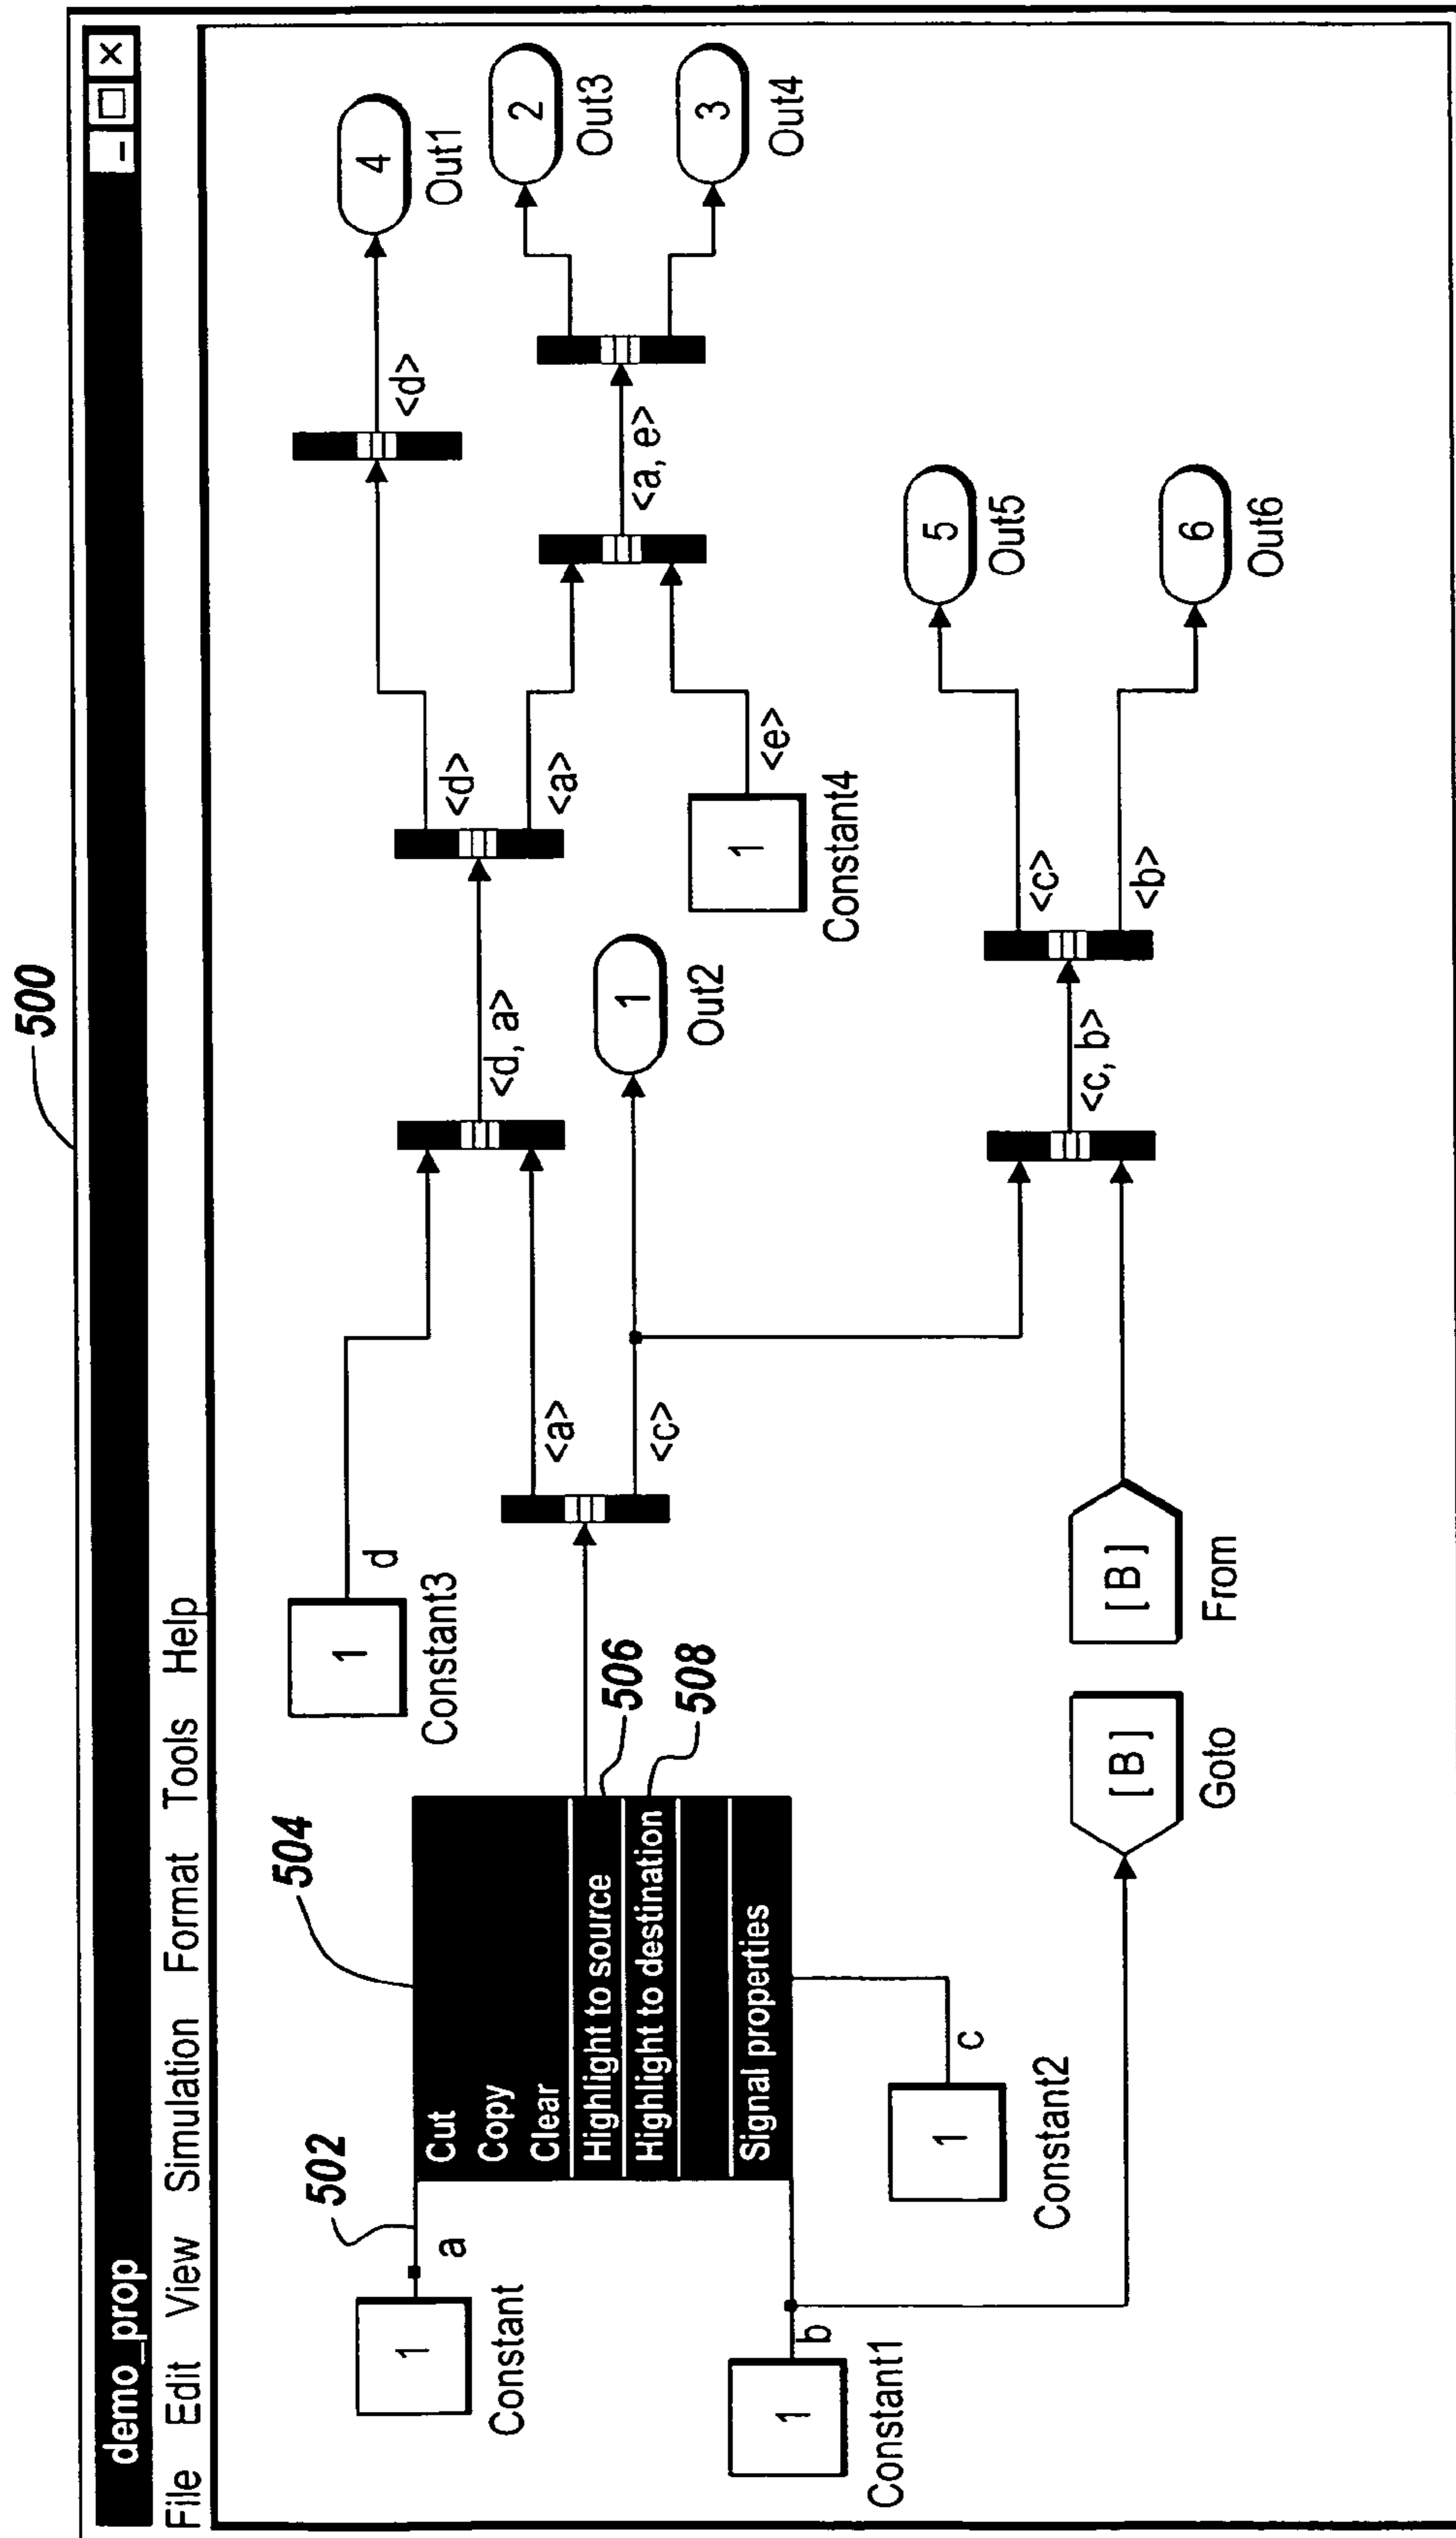 500
demo_prop
File Edit View Simulation Format Tools Help
502
504
506
508
1
Constant
a
Cut
Copy
Clear
Highlight to source
Highlight to destination
Signal properties
1
Constant1
b
1
Constant2
c
1
Constant3
d
[B]
Goto
[B]
From
<a>
<c>
<d, a>
1
Out2
<c, b>
<d>
<a>
1
Constant4
<e>
<c>
<b>
<a, e>
<d>
4
Out1
2
Out3
3
Out4
5
Out5
6
Out6